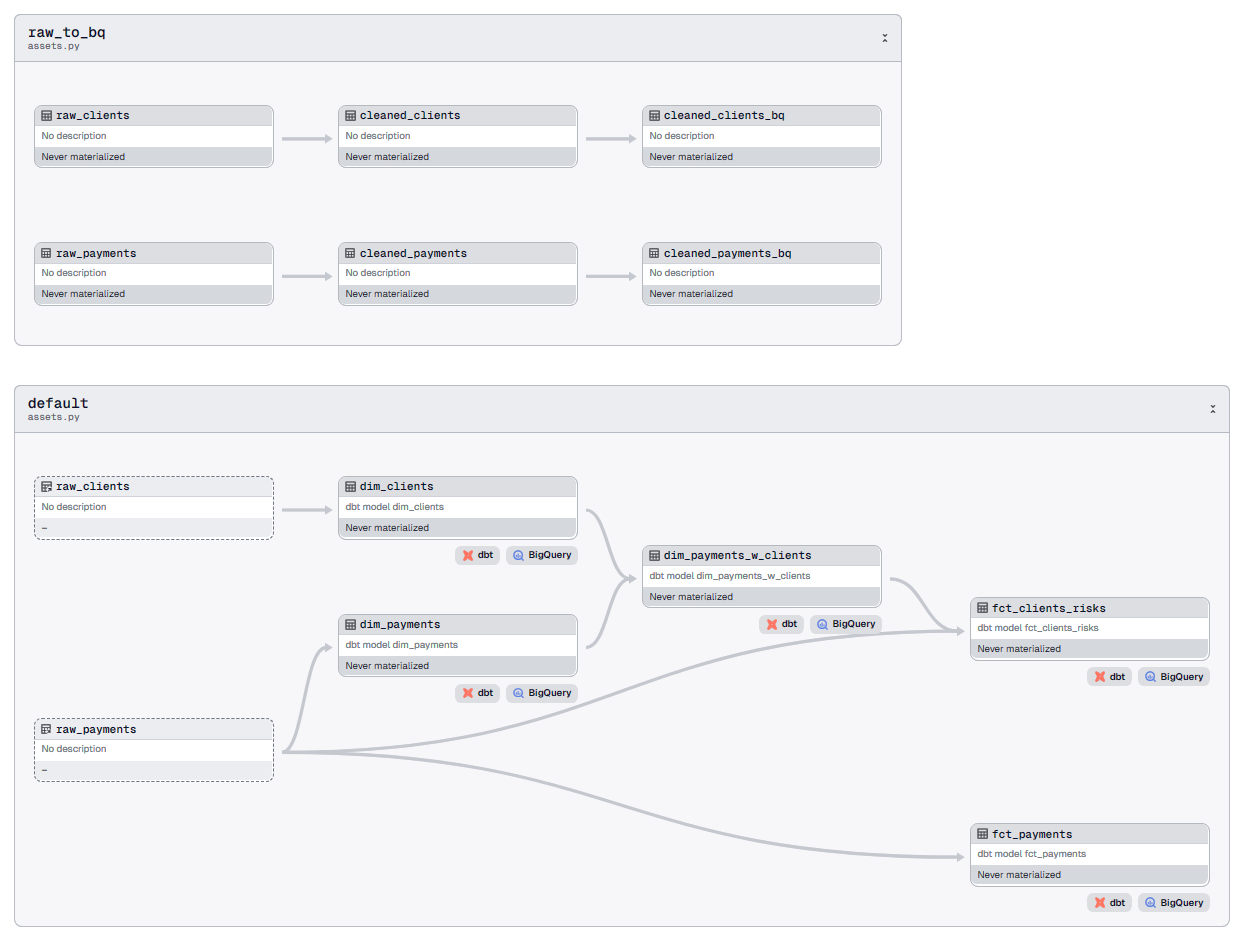 raw_to_bq
assets.py
raw_clients
No description
Never materialized
cleaned_clients
No description
Never materialized
cleaned_clients_bq
No description
Never materialized
raw_payments
No description
Never materialized
cleaned_payments
No description
Never materialized
cleaned_payments_bq
No description
Never materialized
default
assets.py
raw_clients
No description
–
dim_clients
dbt model dim_clients
Never materialized
dbt BigQuery
dim_payments_w_clients
dbt model dim_payments_w_clients
Never materialized
dbt BigQuery
fct_clients_risks
dbt model fct_clients_risks
Never materialized
dbt BigQuery
dim_payments
dbt model dim_payments
Never materialized
dbt BigQuery
raw_payments
No description
–
fct_payments
dbt model fct_payments
Never materialized
dbt BigQuery